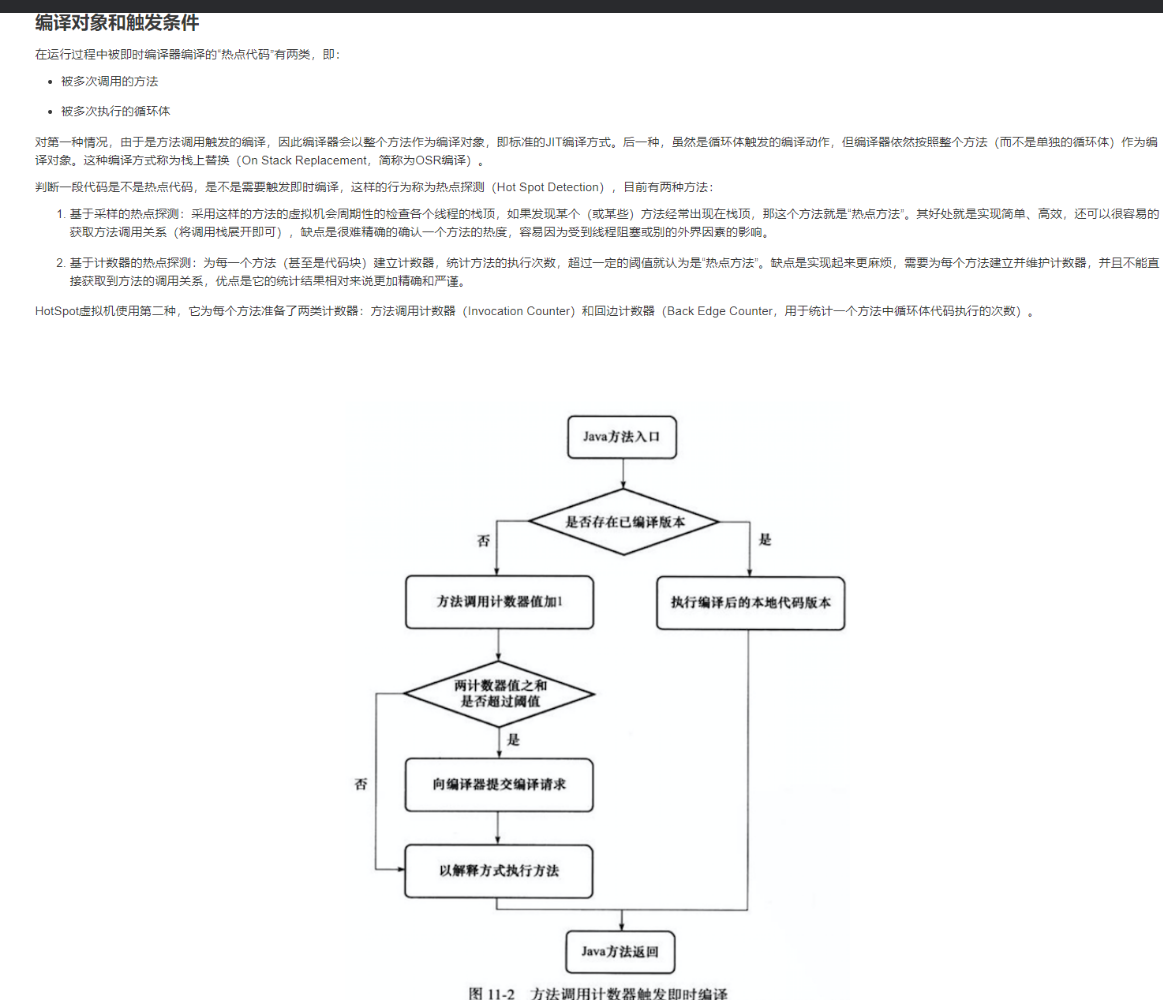 编译对象和触发条件
在运行过程中被即时编译器编译的“热点代码”有两类，即：
被多次调用的方法
被多次执行的循环体
对第一种情况，由于是方法调用触发的编译，因此编译器会以整个方法作为编译对象，即标准的JIT编译方式。后一种，虽然是循环体触发的编译动作，但编译器依然按照整个方法（而不是单独的循环体）作为编
译对象。这种编译方式称为栈上替换（On Stack Replacement，简称为OSR编译）。
判断一段代码是不是热点代码，是不是需要触发即时编译，这样的行为称为热点探测（Hot Spot Detection），目前有两种方法：
1. 基于采样的热点探测：采用这样的方法的虚拟机会周期性的检查各个线程的栈顶，如果发现某个（或某些）方法经常出现在栈顶，那这个方法就是“热点方法”。其好处就是实现简单、高效，还可以很容易的
获取方法调用关系（将调用栈展开即可），缺点是很难精确的确认一个方法的热度，容易因为受到线程阻塞或别的外界因素的影响。
2. 基于计数器的热点探测：为每一个方法（甚至是代码块）建立计数器，统计方法的执行次数，超过一定的阈值就认为是“热点方法”。缺点是实现起来更麻烦，需要为每个方法建立并维护计数器，并且不能直
接获取到方法的调用关系，优点是它的统计结果相对来说更加精确和严谨。
HotSpot虚拟机使用第二种，它为每个方法准备了两类计数器：方法调用计数器（Invocation Counter）和回边计数器（Back Edge Counter，用于统计一个方法中循环体代码执行的次数）。
Java方法入口
是否存在已编译版本
否
是
方法调用计数器值加1
执行编译后的本地代码版本
两计数器值之和
是否超过阈值
是
否
向编译器提交编译请求
以解释方式执行方法
Java方法返回
图 11-2 方法调用计数器触发即时编译